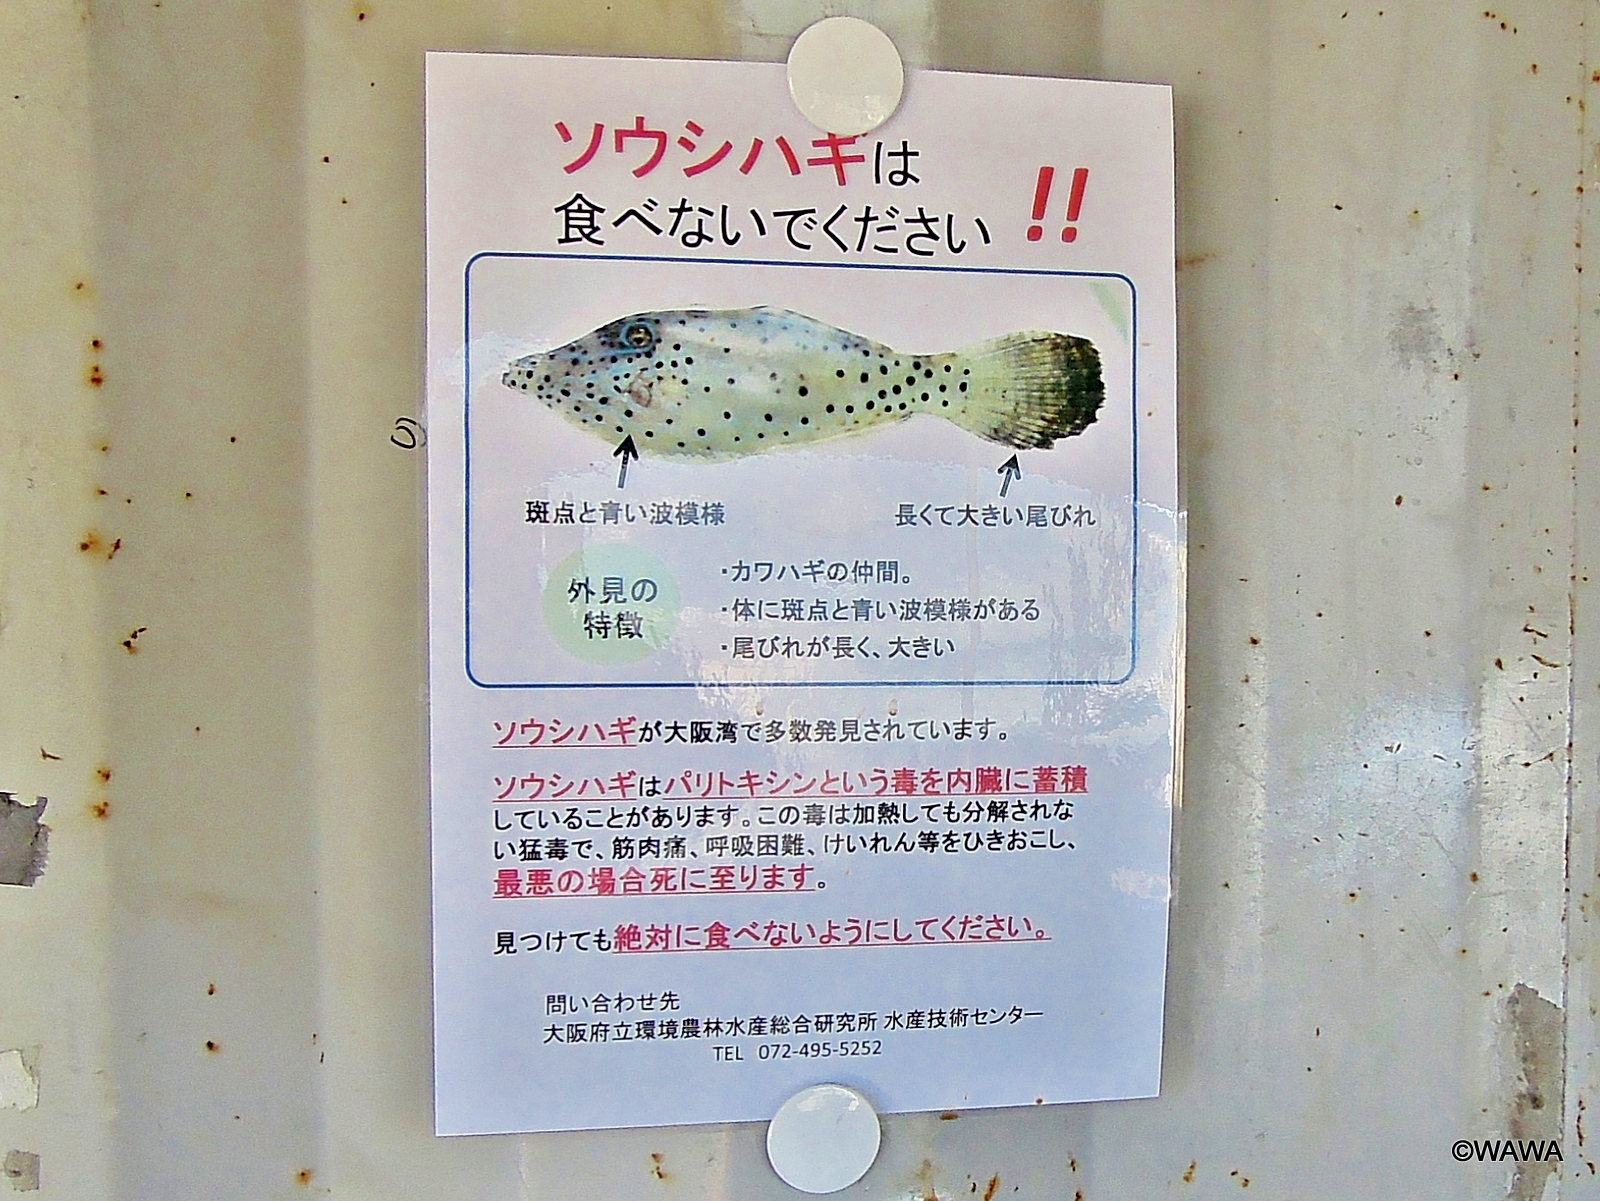 ソウシハギは
食べないでください
!!
斑点と青い波模様
長くて大きい尾びれ
外見の
特徴
・カワハギの仲間。
・体に斑点と青い波模様がある
・尾びれが長く、大きい
ソウシハギが大阪湾で多数発見されています。
ソウシハギはパリトキシンという毒を内臓に蓄積
していることがあります。この毒は加熱しても分解されな
い猛毒で、筋肉痛、呼吸困難、けいれん等をひきおこし、
最悪の場合死に至ります。
見つけても絶対に食べないようにしてください。
問い合わせ先
大阪府立環境農林水産総合研究所 水産技術センター
TEL 072-495-5252
©WAWA